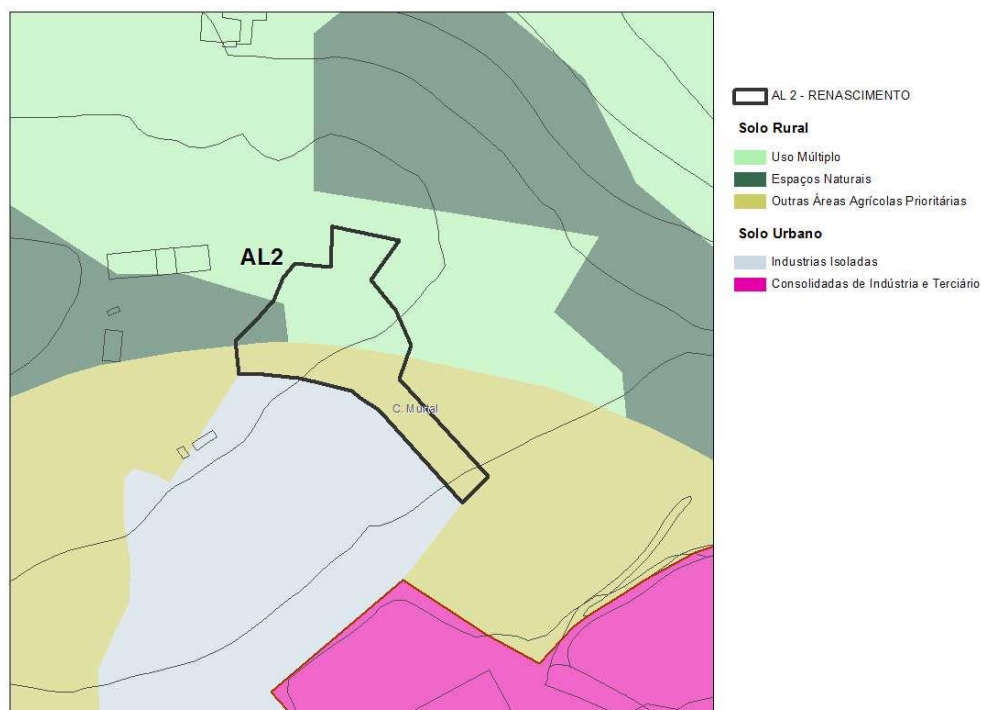 AL2
C. Murtal
AL 2 - RENASCIMENTO
Solo Rural
Uso Múltiplo
Espaços Naturais
Outras Áreas Agrícolas Prioritárias
Solo Urbano
Industrias Isoladas
Consolidadas de Indústria e Terciário